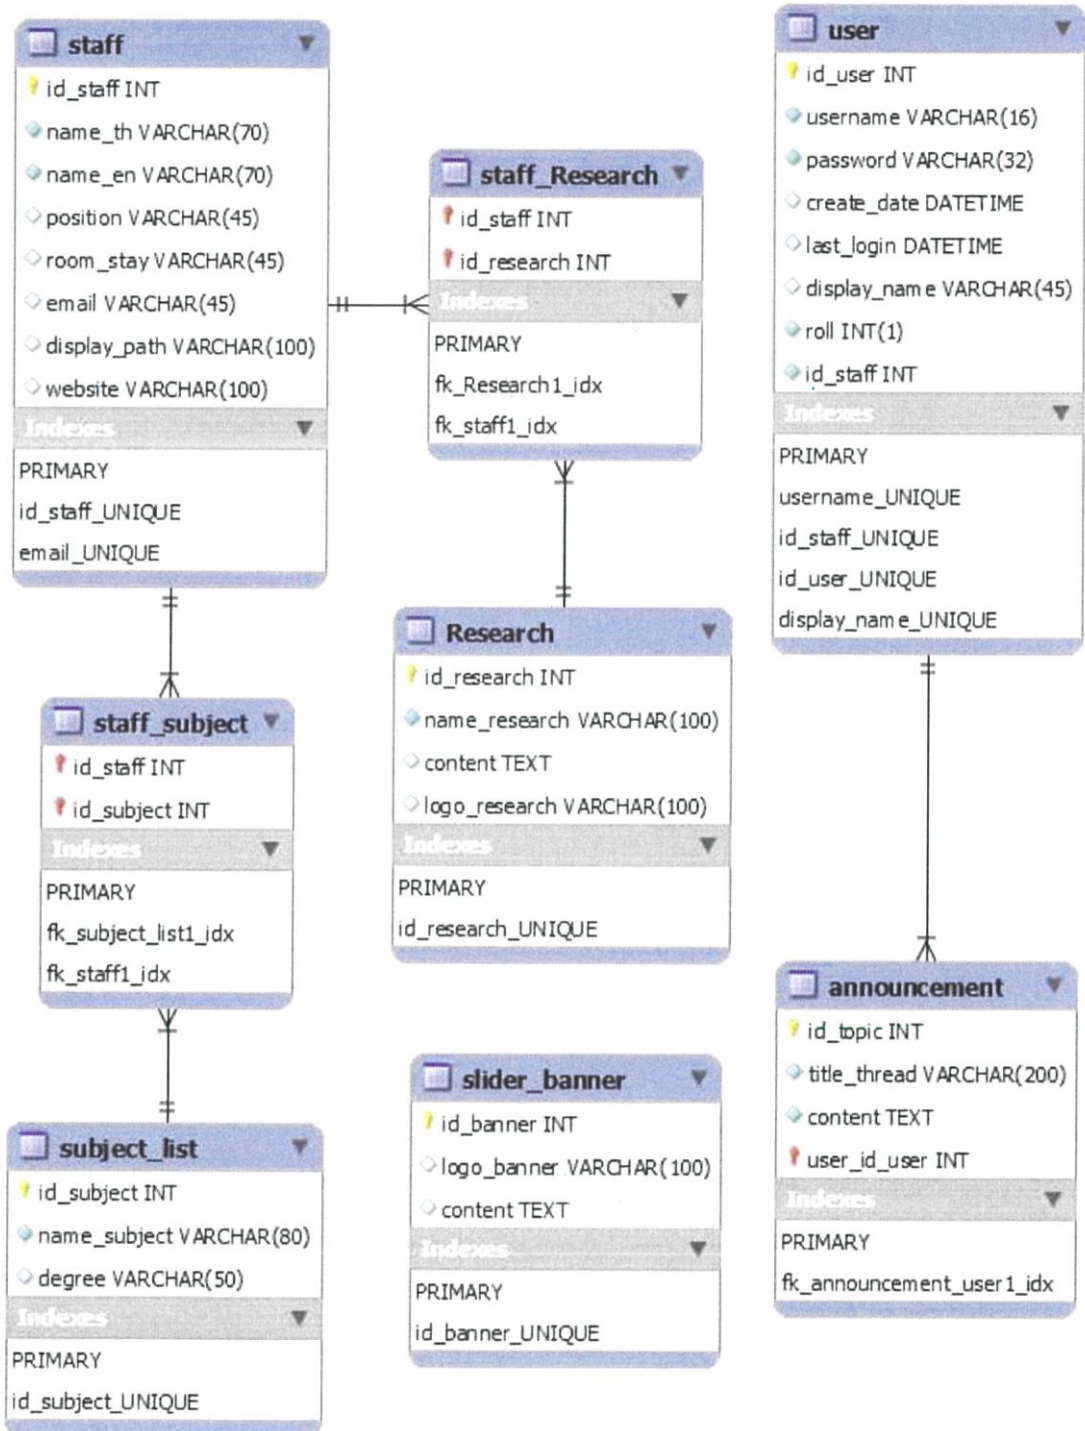 staff
id_staff INT
name_th VARCHAR(70)
name_en VARCHAR(70)
position VARCHAR(45)
room_stay VARCHAR(45)
email VARCHAR(45)
display_path VARCHAR(100)
website VARCHAR(100)
Indexes
PRIMARY
id_staff_UNIQUE
email_UNIQUE
staff_Research
id_staff INT
id_research INT
Indexes
PRIMARY
fk_Research1_idx
fk_staff1_idx
user
id_user INT
username VARCHAR(16)
password VARCHAR(32)
create_date DATETIME
last_login DATETIME
display_name VARCHAR(45)
roll INT(1)
id_staff INT
Indexes
PRIMARY
username_UNIQUE
id_staff_UNIQUE
id_user_UNIQUE
display_name_UNIQUE
staff_subject
id_staff INT
id_subject INT
Indexes
PRIMARY
fk_subject_list1_idx
fk_staff1_idx
Research
id_research INT
name_research VARCHAR(100)
content TEXT
logo_research VARCHAR(100)
Indexes
PRIMARY
id_research_UNIQUE
announcement
id_topic INT
title_thread VARCHAR(200)
content TEXT
user_id_user INT
Indexes
PRIMARY
fk_announcement_user1_idx
subject_list
id_subject INT
name_subject VARCHAR(80)
degree VARCHAR(50)
Indexes
PRIMARY
id_subject_UNIQUE
slider_banner
id_banner INT
logo_banner VARCHAR(100)
content TEXT
Indexes
PRIMARY
id_banner_UNIQUE